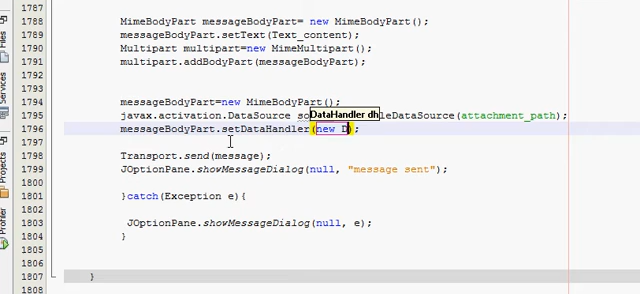 1787
1788 MimeBodyPart messageBodyPart= new MimeBodyPart();
1789 messageBodyPart.setText(Text_content);
1790 Multipart multipart=new MimeMultipart();
1791 multipart.addBodyPart(messageBodyPart);
1792
1793
1794 messageBodyPart=new MimeBodyPart();
DataHandler dh
1795 javax.activation.DataSource so leDataSource(attachment_path);
1796 messageBodyPart.setDataHandler(new D);
1797
1798 Transport.send(message);
1799 JOptionPane.showMessageDialog(null, "message sent");
1800
1801 }catch(Exception e){
1802
1803 JOptionPane.showMessageDialog(null, e);
1804 }
1805
1806
1807 }
1808
Files
Services
Projects
Profiler